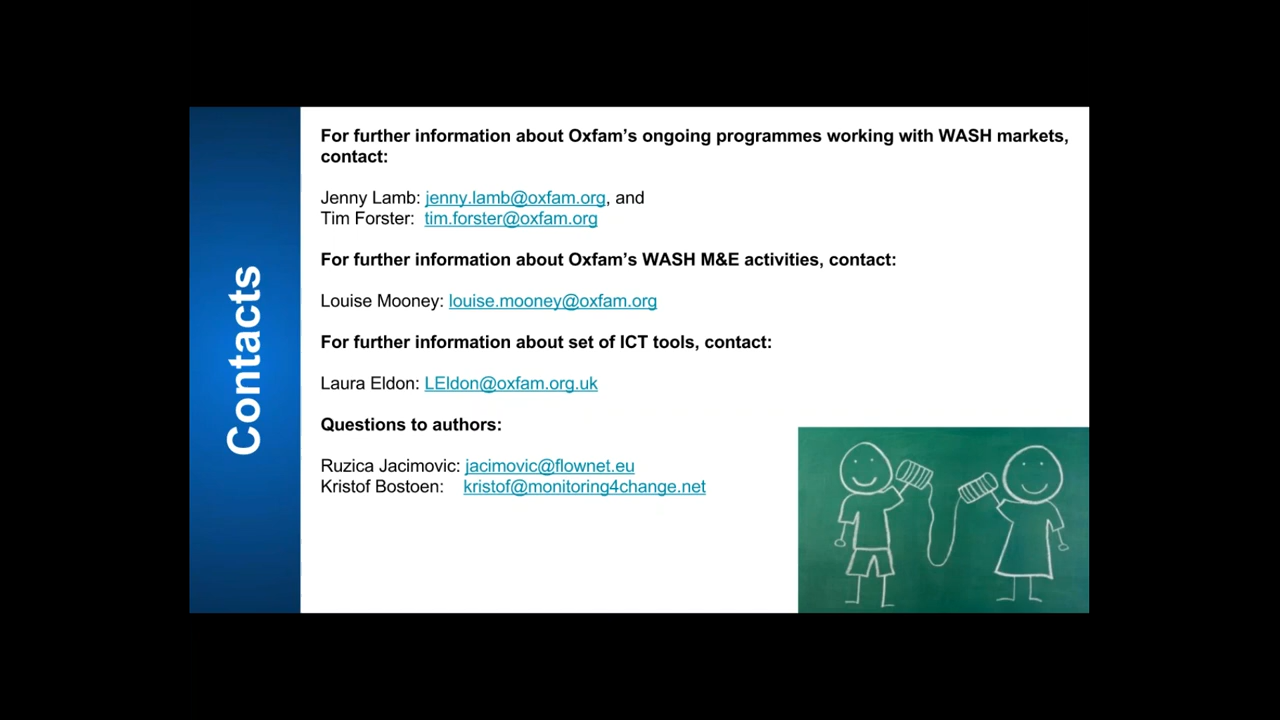 Contacts
For further information about Oxfam's ongoing programmes working with WASH markets,
contact:
Jenny Lamb: jenny.lamb@oxfam.org, and
Tim Forster: tim.forster@oxfam.org
For further information about Oxfam's WASH M&E activities, contact:
Louise Mooney: louise.mooney@oxfam.org
For further information about set of ICT tools, contact:
Laura Eldon: LEldon@oxfam.org.uk
Questions to authors:
Ruzica Jacimovic: jacimovic@flownet.eu
Kristof Bostoen: kristof@monitoring4change.net